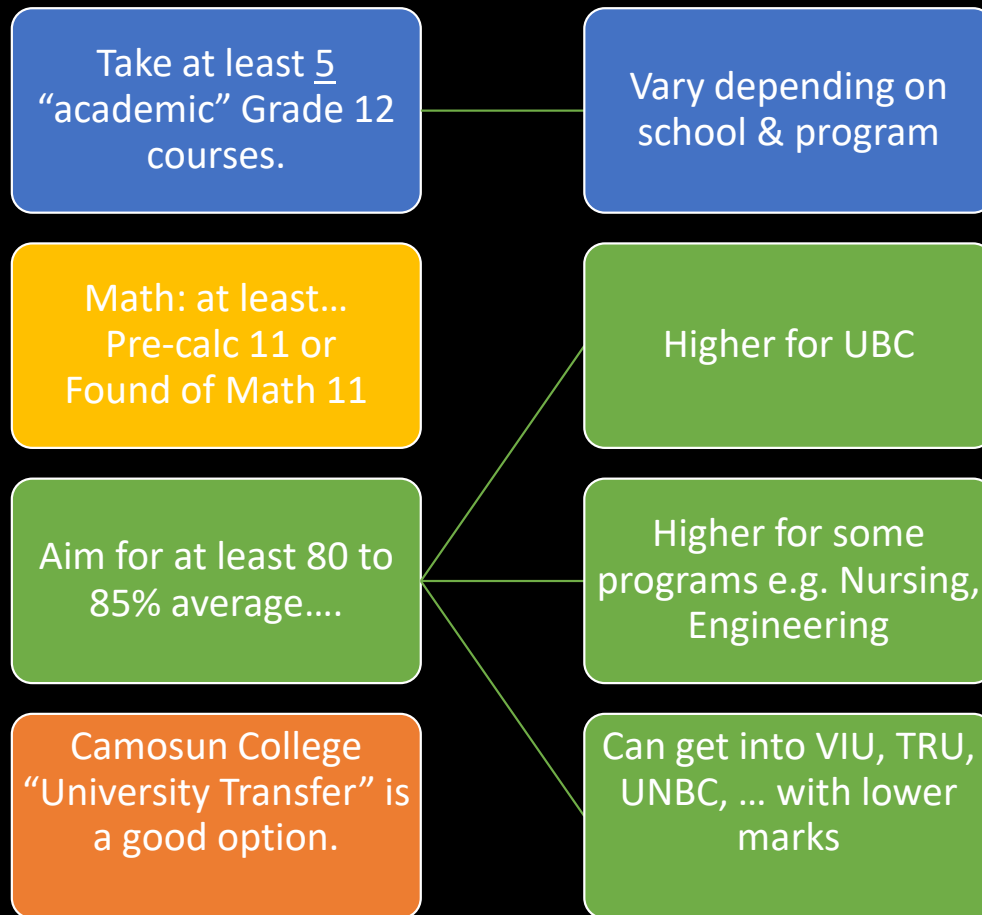 Take at least 5
“academic” Grade 12
courses.
Vary depending on
school & program
Math: at least…
Pre-calc 11 or
Found of Math 11
Aim for at least 80 to
85% average….
Higher for UBC
Higher for some
programs e.g. Nursing,
Engineering
Can get into VIU, TRU,
UNBC, … with lower
marks
Camosun College
“University Transfer” is
a good option.